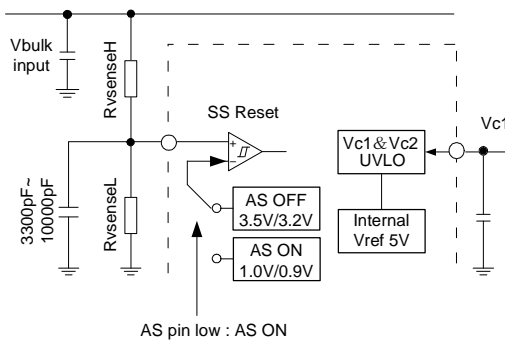 Vbulk
input
RvsenseH
SS Reset
Vc1
+
−
Vc1&Vc2
UVLO
3300pF~
10000pF
RvsenseL
AS OFF
3.5V/3.2V
Internal
Vref 5V
AS ON
1.0V/0.9V
AS pin low : AS ON